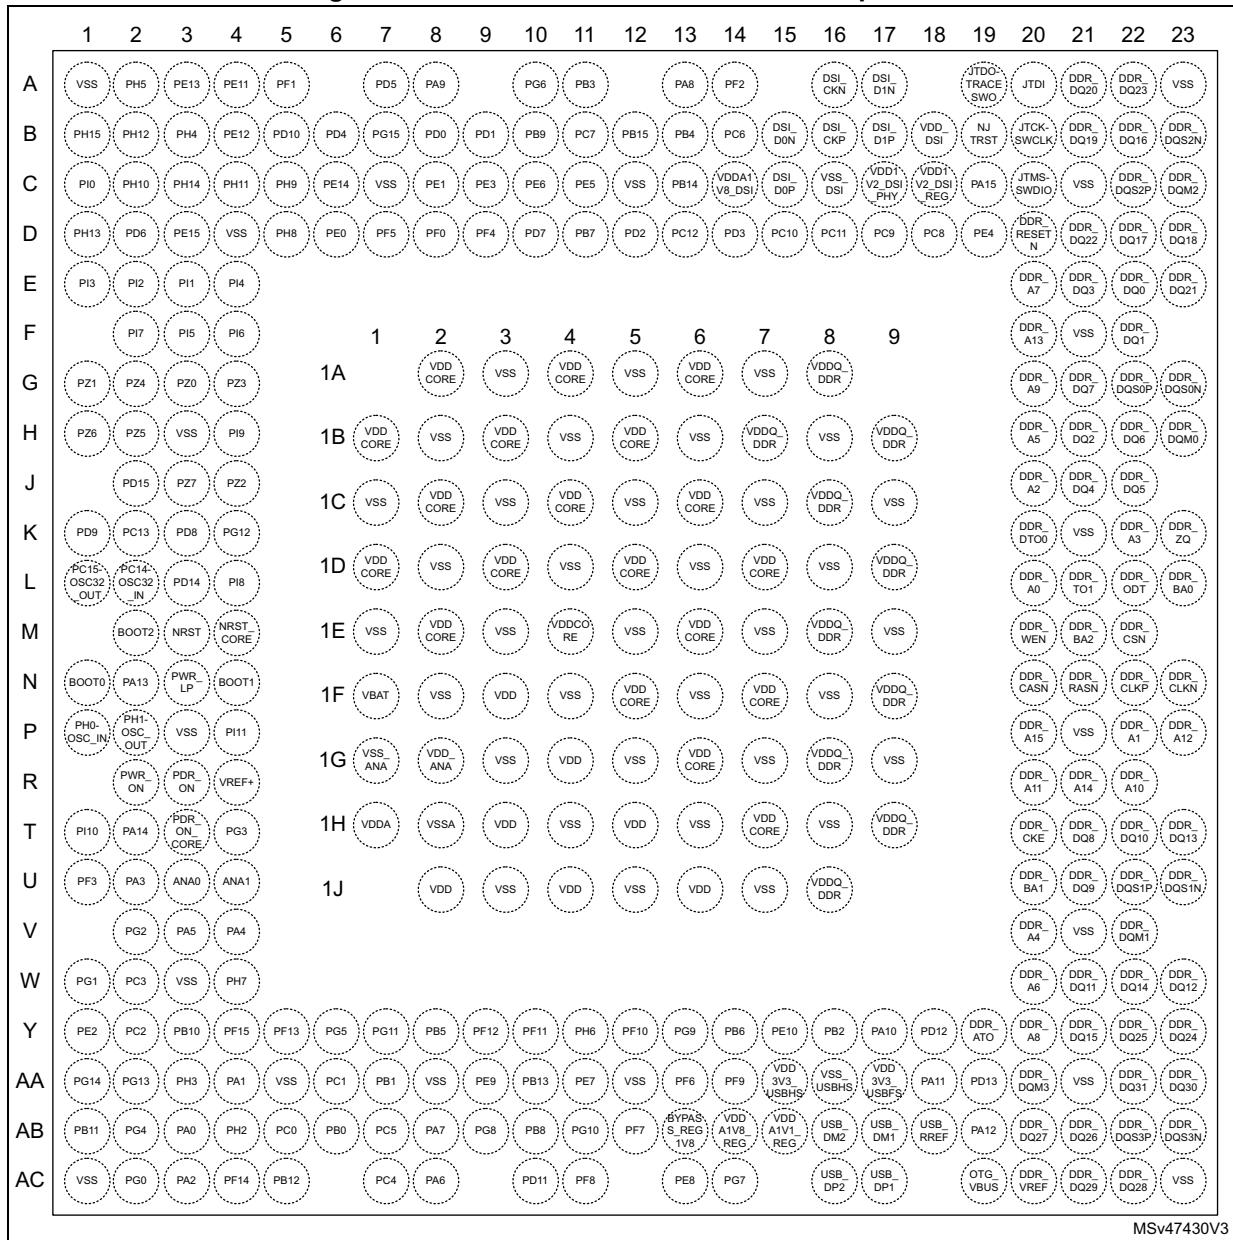 1 2 3 4 5 6 7 8 9 10 11 12 13 14 15 16 17 18 19 20 21 22 23
A VSS PH5 PE13 PE11 PF1 PD5 PA9 PG6 PB3 PA8 PF2 DSI_CKN DSI_D1N JTDO-TRACESWO JTDI DDR_DQ20 DDR_DQ23 VSS
B PH15 PH12 PH4 PE12 PD10 PD4 PG15 PD0 PD1 PB9 PC7 PB15 PB4 PC6 DSI_D0N DSI_CKP DSI_D1P VDD_DSI NJTRST JTCK-SWCLK DDR_DQ19 DDR_DQ16 DDR_DQS2N
C PI0 PH10 PH14 PH11 PH9 PE14 VSS PE1 PE3 PE6 PE5 VSS PB14 VDDA1V8_DSI DSI_D0P VSS_DSI VDD1V2_DSI_PHY VDD1V2_DSI_REG PA15 JTMS-SWDIO VSS DDR_DQS2P DDR_DQM2
D PH13 PD6 PE15 VSS PH8 PE0 PF5 PF0 PF4 PD7 PB7 PD2 PC12 PD3 PC10 PC11 PC9 PC8 PE4 DDR_RESETN DDR_DQ22 DDR_DQ17 DDR_DQ18
E PI3 PI2 PI1 PI4 DDR_A7 DDR_DQ3 DDR_DQ0 DDR_DQ21
F PI7 PI5 PI6 DDR_A13 VSS DDR_DQ1
1 2 3 4 5 6 7 8 9
1A VDDCORE VSS VDDCORE VSS VDDCORE VSS VDDQ_DDR
G PZ1 PZ4 PZ0 PZ3 DDR_A9 DDR_DQ7 DDR_DQS0P DDR_DQS0N
H PZ6 PZ5 VSS PI9 DDR_A5 DDR_DQ2 DDR_DQ6 DDR_DQM0
1B VDDCORE VSS VDDCORE VSS VDDCORE VSS VDDQ_DDR VSS VDDQ_DDR
J PD15 PZ7 PZ2 DDR_A2 DDR_DQ4 DDR_DQ5
1C VSS VDDCORE VSS VDDCORE VSS VDDCORE VSS VDDQ_DDR VSS
K PD9 PC13 PD8 PG12 DDR_DTO0 VSS DDR_A3 DDR_ZQ
1D VDDCORE VSS VDDCORE VSS VDDCORE VSS VDDCORE VSS VDDQ_DDR
L PC15-OSC32_OUT PC14-OSC32_IN PD14 PI8 DDR_A0 DDR_TO1 DDR_ODT DDR_BA0
M BOOT2 NRST NRST_CORE DDR_WEN DDR_BA2 DDR_CSN
1E VSS VDDCORE VSS VDDCORE VSS VDDCORE VSS VDDQ_DDR VSS
N BOOT0 PA13 PWR_LP BOOT1 DDR_CASN DDR_RASN DDR_CLKP DDR_CLKN
1F VBAT VSS VDD VSS VDDCORE VSS VDDCORE VSS VDDQ_DDR
P PH0-OSC_IN PH1-OSC_OUT VSS PI11 DDR_A15 VSS DDR_A1 DDR_A12
1G VSS_ANA VDD_ANA VSS VDD VSS VDDCORE VSS VDDQ_DDR VSS
R PWR_ON PDR_ON VREF+ DDR_A11 DDR_A14 DDR_A10
1H VDDA VSSA VDD VSS VDD VSS VDDCORE VSS VDDQ_DDR
T PI10 PA14 PDR_ON_CORE PG3 DDR_CKE DDR_DQ8 DDR_DQ10 DDR_DQ13
U PF3 PA3 ANA0 ANA1 DDR_BA1 DDR_DQ9 DDR_DQS1P DDR_DQS1N
1J VDD VSS VDD VSS VDD VSS VDDQ_DDR
V PG2 PA5 PA4 DDR_A4 VSS DDR_DQM1
W PG1 PC3 VSS PH7 DDR_A6 DDR_DQ11 DDR_DQ14 DDR_DQ12
Y PE2 PC2 PB10 PF15 PF13 PG5 PG11 PB5 PF12 PF11 PH6 PF10 PG9 PB6 PE10 PB2 PA10 PD12 DDR_ATO DDR_A8 DDR_DQ15 DDR_DQ25 DDR_DQ24
AA PG14 PG13 PH3 PA1 VSS PC1 PB1 VSS PE9 PB13 PE7 VSS PF6 PF9 VDD3V3_USBHS VSS_USBHS VDD3V3_USBFS PA11 PD13 DDR_DQM3 VSS DDR_DQ31 DDR_DQ30
AB PB11 PG4 PA0 PH2 PC0 PB0 PC5 PA7 PG8 PB8 PG10 PF7 BYPASS_REG1V8 VDDA1V8_REG VDDA1V1_REG USB_DM2 USB_DM1 USB_RREF PA12 DDR_DQ27 DDR_DQ26 DDR_DQS3P DDR_DQS3N
AC VSS PG0 PA2 PF14 PB12 PC4 PA6 PD11 PF8 PE8 PG7 USB_DP2 USB_DP1 OTG_VBUS DDR_VREF DDR_DQ29 DDR_DQ28 VSS
MSv47430V3